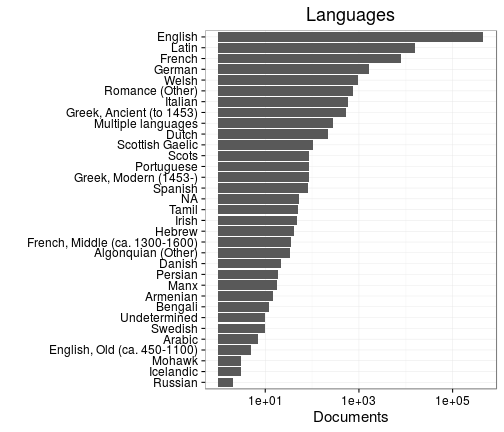 Languages
English
Latin
French
German
Welsh
Romance (Other)
Italian
Greek, Ancient (to 1453)
Multiple languages
Dutch
Scottish Gaelic
Scots
Portuguese
Greek, Modern (1453-)
Spanish
NA
Tamil
Irish
Hebrew
French, Middle (ca. 1300-1600)
Algonquian (Other)
Danish
Persian
Manx
Armenian
Bengali
Undetermined
Swedish
Arabic
English, Old (ca. 450-1100)
Mohawk
Icelandic
Russian
1e+01 1e+03 1e+05
Documents